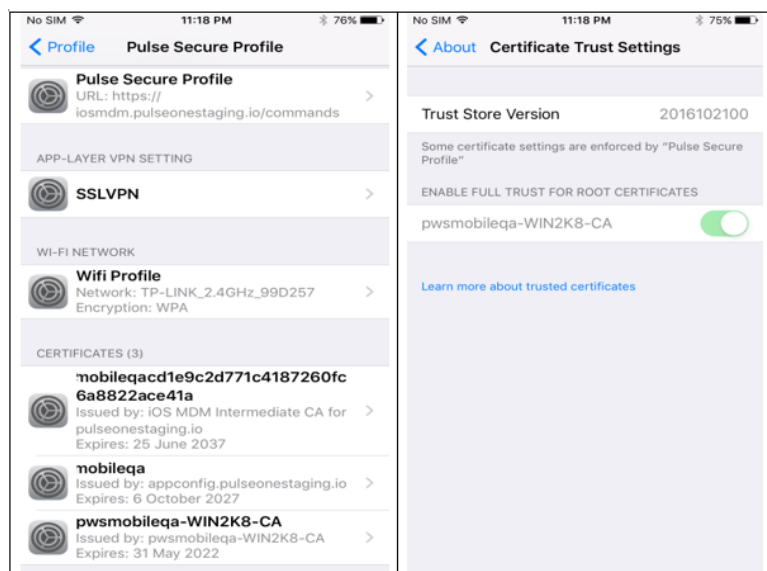 No SIM 11:18 PM 76%
Profile Pulse Secure Profile
Pulse Secure Profile
URL: https://
iosmdm.pulseonestaging.io/commands
APP-LAYER VPN SETTING
SSLVPN
WI-FI NETWORK
Wifi Profile
Network: TP-LINK_2.4GHz_99D257
Encryption: WPA
CERTIFICATES (3)
mobileqacd1e9c2d771c4187260fc
6a8822ace41a
Issued by: iOS MDM Intermediate CA for
pulseonestaging.io
Expires: 25 June 2037
mobileqa
Issued by: appconfig.pulseonestaging.io
Expires: 6 October 2027
pwsmobileqa-WIN2K8-CA
Issued by: pwsmobileqa-WIN2K8-CA
Expires: 31 May 2022
No SIM 11:18 PM 75%
About Certificate Trust Settings
Trust Store Version 2016102100
Some certificate settings are enforced by "Pulse Secure
Profile"
ENABLE FULL TRUST FOR ROOT CERTIFICATES
pwsmobileqa-WIN2K8-CA
Learn more about trusted certificates